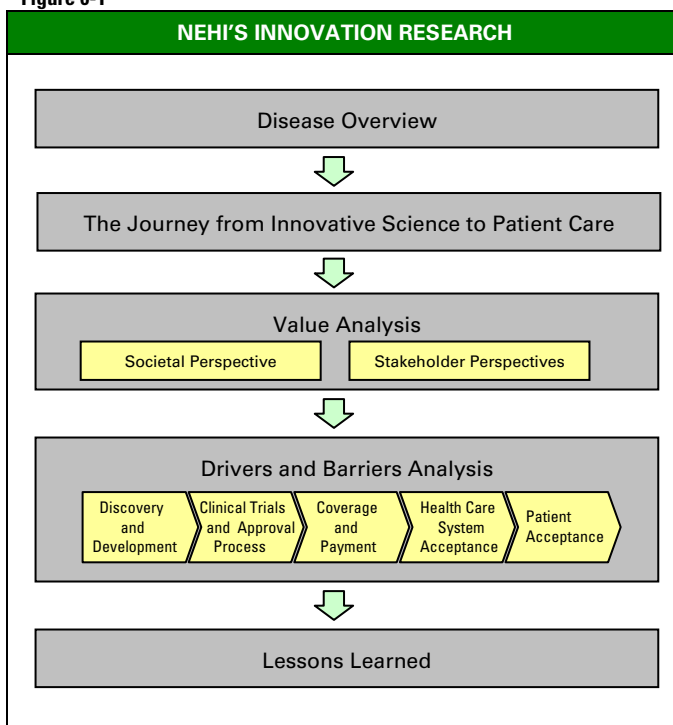 Figure
NEHI'S INNOVATION RESEARCH
Disease Overview
The Journey from Innovative Science to Patient Care
Value Analysis
Societal Perspective
Stakeholder Perspectives
Drivers and Barriers Analysis
Discovery
and
Development
Clinical Trials
and Approval
Process
Coverage
and
Payment
Health Care
System
Acceptance
Patient
Acceptance
Lessons Learned